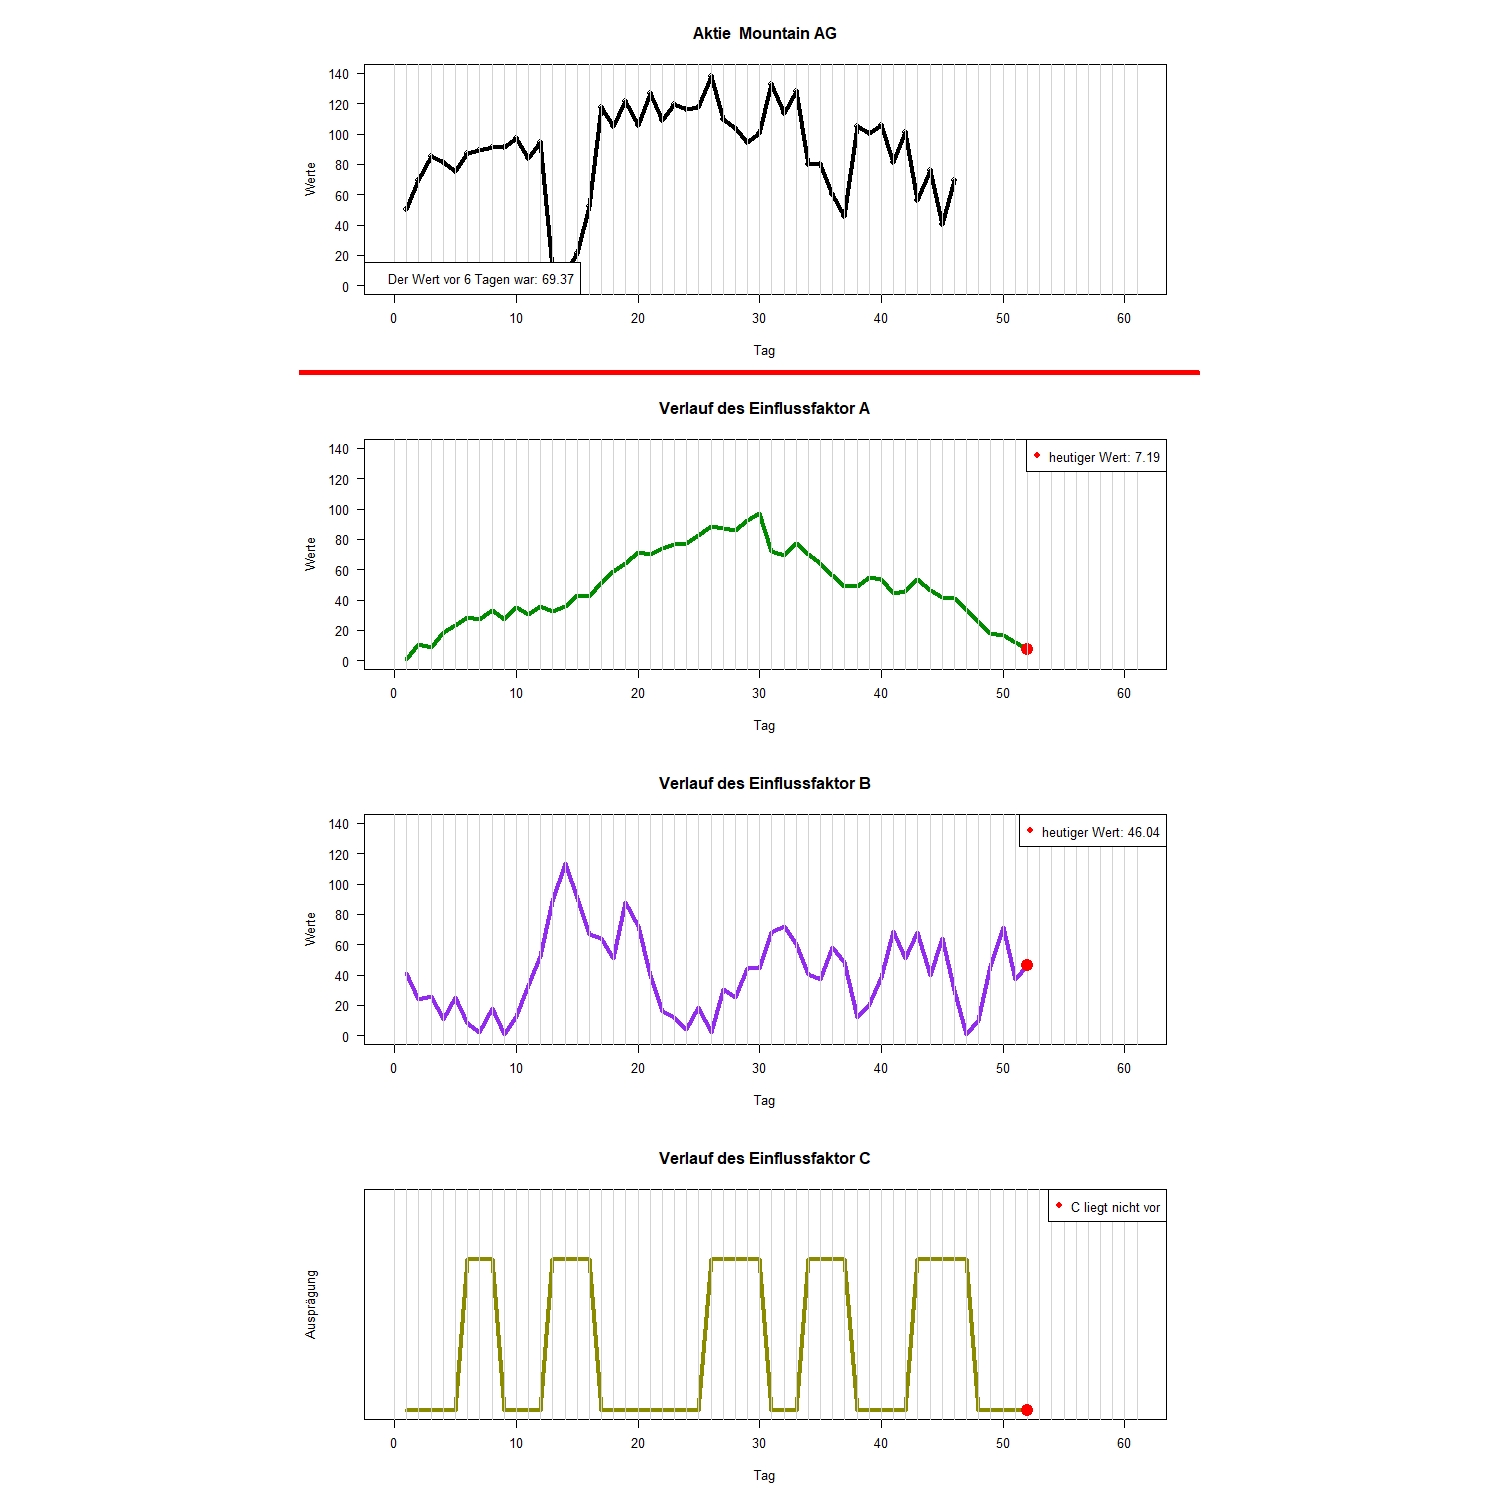 Aktie  Mountain AG
140
120
100
80
60
40
20
0
Werte
Der Wert vor 6 Tagen war: 69.37
0 10 20 30 40 50 60
Tag
Verlauf des Einflussfaktor A
140
120
100
80
60
40
20
0
Werte
heutiger Wert: 7.19
0 10 20 30 40 50 60
Tag
Verlauf des Einflussfaktor B
140
120
100
80
60
40
20
0
Werte
heutiger Wert: 46.04
0 10 20 30 40 50 60
Tag
Verlauf des Einflussfaktor C
Ausprägung
C liegt nicht vor
0 10 20 30 40 50 60
Tag